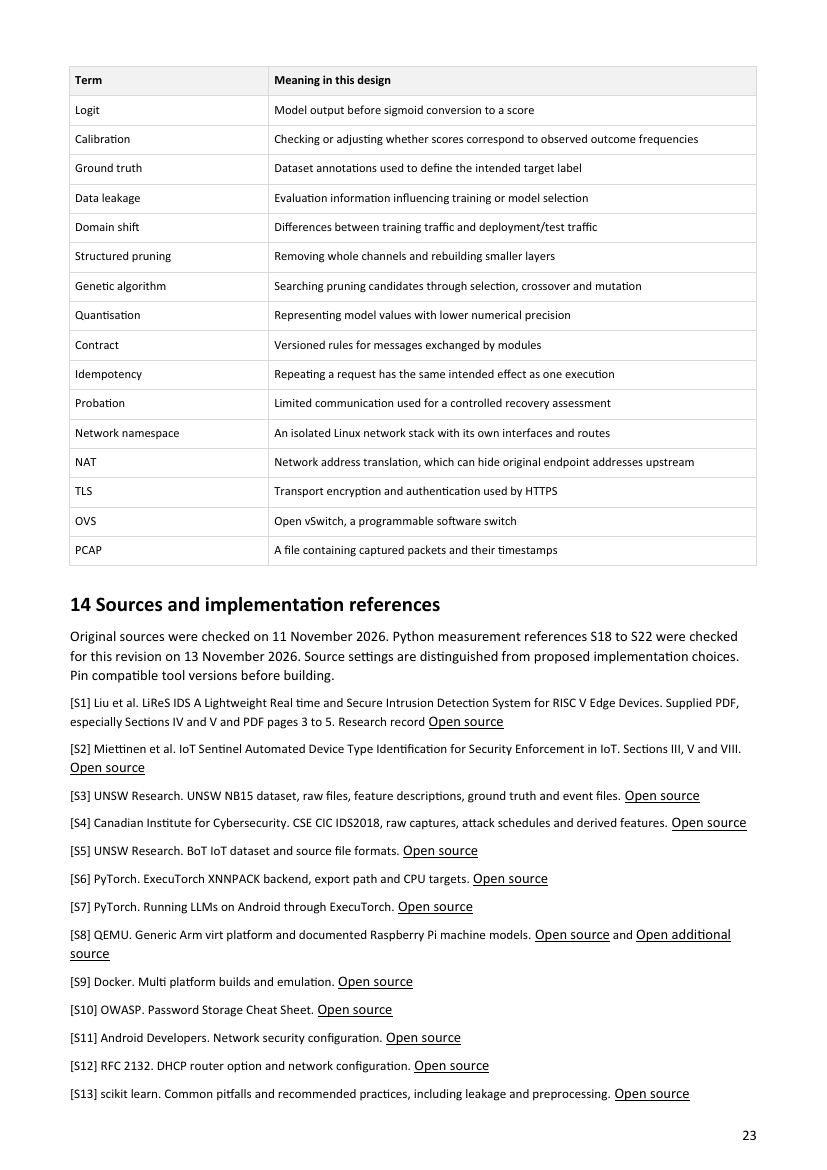 Term Meaning in this design
Logit Model output before sigmoid conversion to a score
Calibration Checking or adjusting whether scores correspond to observed outcome frequencies
Ground truth Dataset annotations used to define the intended target label
Data leakage Evaluation information influencing training or model selection
Domain shift Differences between training traffic and deployment/test traffic
Structured pruning Removing whole channels and rebuilding smaller layers
Genetic algorithm Searching pruning candidates through selection, crossover and mutation
Quantisation Representing model values with lower numerical precision
Contract Versioned rules for messages exchanged by modules
Idempotency Repeating a request has the same intended effect as one execution
Probation Limited communication used for a controlled recovery assessment
Network namespace An isolated Linux network stack with its own interfaces and routes
NAT Network address translation, which can hide original endpoint addresses upstream
TLS Transport encryption and authentication used by HTTPS
OVS Open vSwitch, a programmable software switch
PCAP A file containing captured packets and their timestamps
14 Sources and implementation references
Original sources were checked on 11 November 2026. Python measurement references S18 to S22 were checked
for this revision on 13 November 2026. Source settings are distinguished from proposed implementation choices.
Pin compatible tool versions before building.
[S1] Liu et al. LiReS IDS A Lightweight Real time and Secure Intrusion Detection System for RISC V Edge Devices. Supplied PDF,
especially Sections IV and V and PDF pages 3 to 5. Research record Open source
[S2] Miettinen et al. IoT Sentinel Automated Device Type Identification for Security Enforcement in IoT. Sections III, V and VIII.
Open source
[S3] UNSW Research. UNSW NB15 dataset, raw files, feature descriptions, ground truth and event files. Open source
[S4] Canadian Institute for Cybersecurity. CSE CIC IDS2018, raw captures, attack schedules and derived features. Open source
[S5] UNSW Research. BoT IoT dataset and source file formats. Open source
[S6] PyTorch. ExecuTorch XNNPACK backend, export path and CPU targets. Open source
[S7] PyTorch. Running LLMs on Android through ExecuTorch. Open source
[S8] QEMU. Generic Arm virt platform and documented Raspberry Pi machine models. Open source and Open additional
source
[S9] Docker. Multi platform builds and emulation. Open source
[S10] OWASP. Password Storage Cheat Sheet. Open source
[S11] Android Developers. Network security configuration. Open source
[S12] RFC 2132. DHCP router option and network configuration. Open source
[S13] scikit learn. Common pitfalls and recommended practices, including leakage and preprocessing. Open source
23